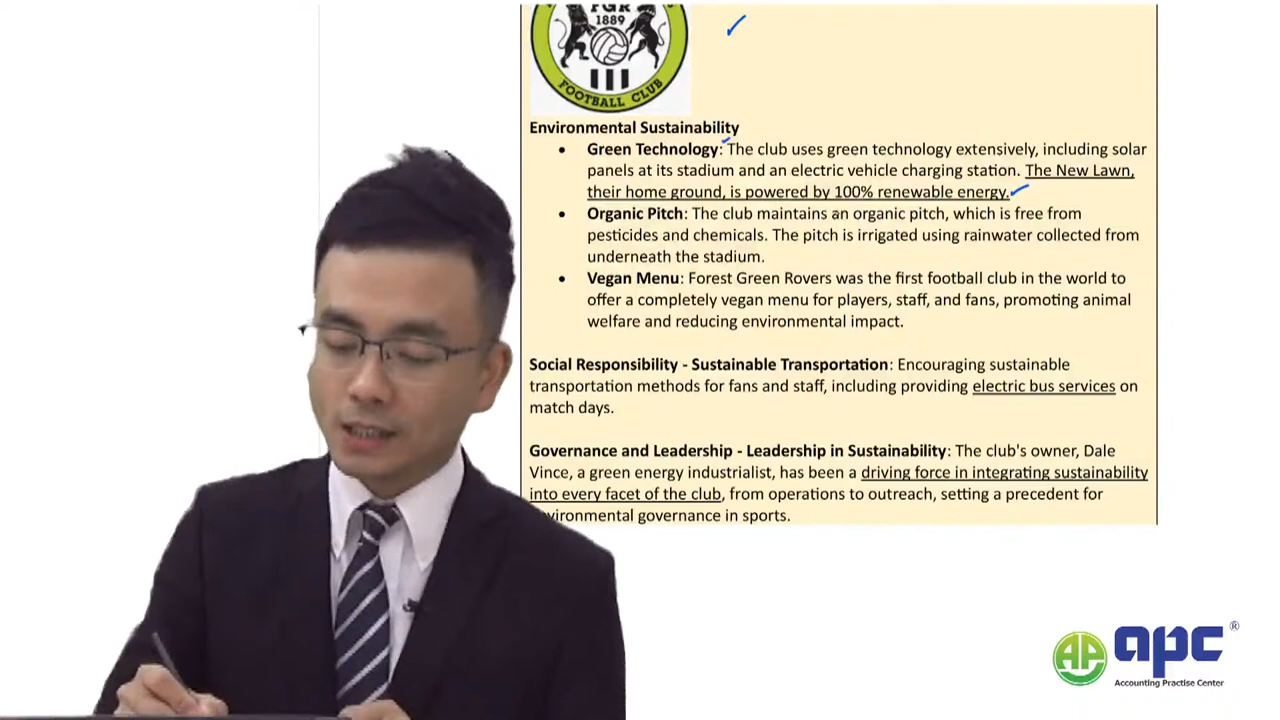 FGR
1889
FOOTBALL CLUB
Environmental Sustainability
• Green Technology: The club uses green technology extensively, including solar
panels at its stadium and an electric vehicle charging station. The New Lawn,
their home ground, is powered by 100% renewable energy.
• Organic Pitch: The club maintains an organic pitch, which is free from
pesticides and chemicals. The pitch is irrigated using rainwater collected from
underneath the stadium.
• Vegan Menu: Forest Green Rovers was the first football club in the world to
offer a completely vegan menu for players, staff, and fans, promoting animal
welfare and reducing environmental impact.
Social Responsibility - Sustainable Transportation: Encouraging sustainable
transportation methods for fans and staff, including providing electric bus services on
match days.
Governance and Leadership - Leadership in Sustainability: The club's owner, Dale
Vince, a green energy industrialist, has been a driving force in integrating sustainability
into every facet of the club, from operations to outreach, setting a precedent for
vironmental governance in sports.
AP apc ®
Accounting Practise Center